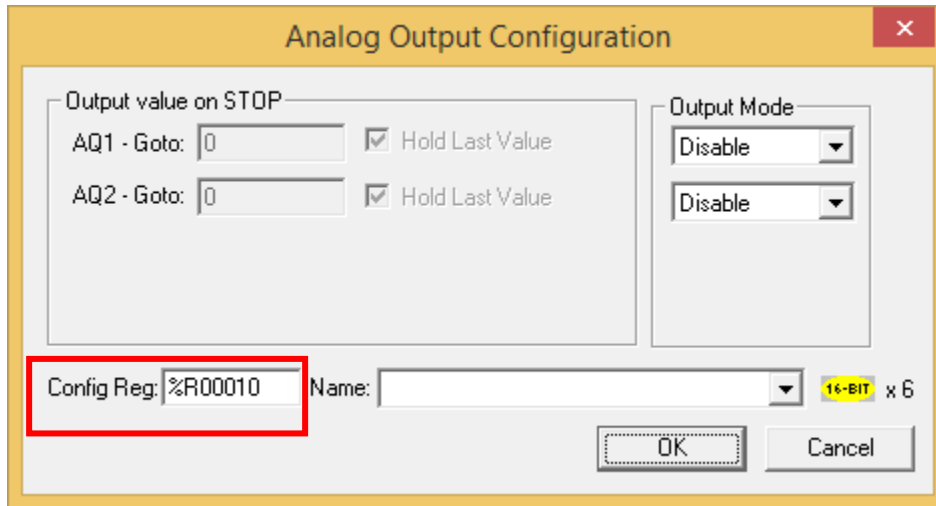 Analog Output Configuration
Output value on STOP
AQ1 - Goto: 0 Hold Last Value
AQ2 - Goto: 0 Hold Last Value
Output Mode
Disable
Disable
Config Reg: %R00010 Name: 16-BIT x 6
OK Cancel